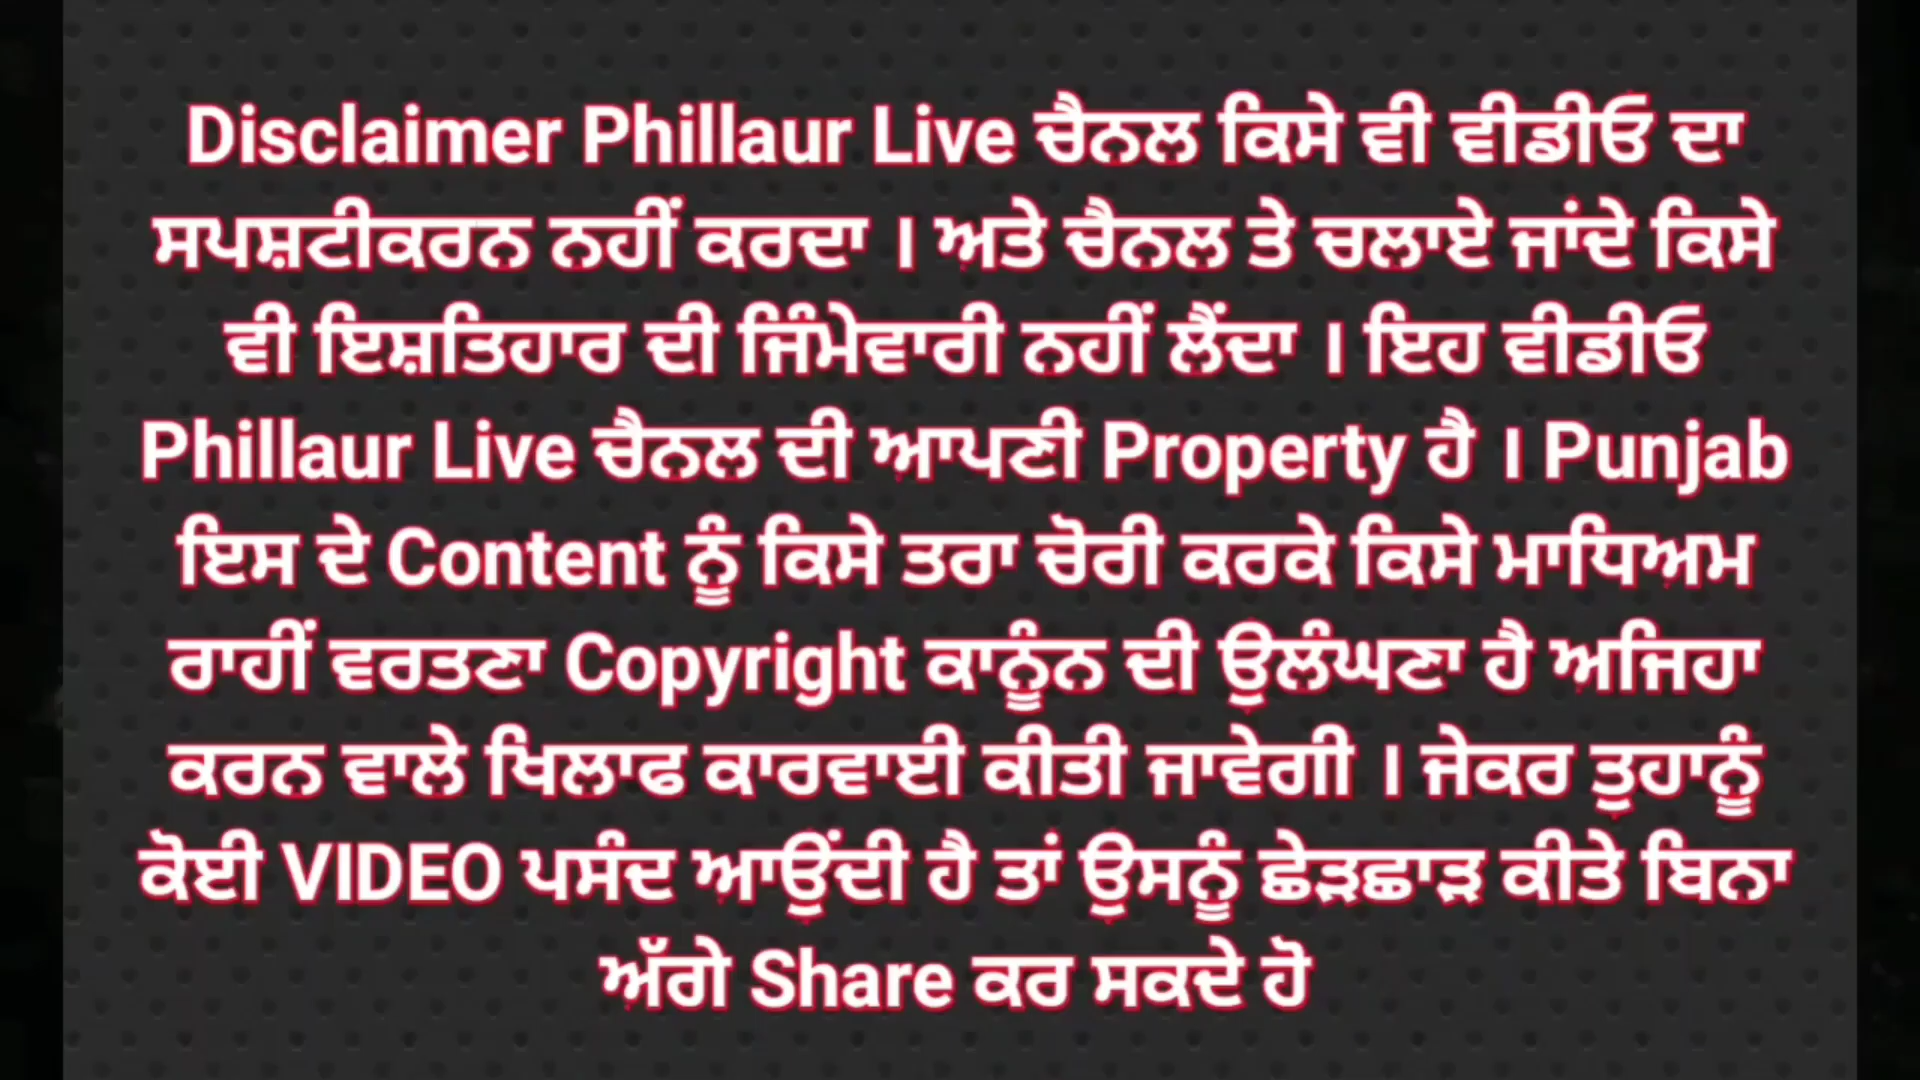 Disclaimer Phillaur Live ਚੈਨਲ ਕਿਸੇ ਵੀ ਵੀਡੀਓ ਦਾ
ਸਪਸ਼ਟੀਕਰਨ ਨਹੀਂ ਕਰਦਾ । ਅਤੇ ਚੈਨਲ ਤੇ ਚਲਾਏ ਜਾਂਦੇ ਕਿਸੇ
ਵੀ ਇਸ਼ਤਿਹਾਰ ਦੀ ਜਿੰਮੇਵਾਰੀ ਨਹੀਂ ਲੈਂਦਾ । ਇਹ ਵੀਡੀਓ
Phillaur Live ਚੈਨਲ ਦੀ ਆਪਣੀ Property ਹੈ । Punjab
ਇਸ ਦੇ Content ਨੂੰ ਕਿਸੇ ਤਰਾ ਚੋਰੀ ਕਰਕੇ ਕਿਸੇ ਮਾਧਿਅਮ
ਰਾਹੀਂ ਵਰਤਣਾ Copyright ਕਾਨੂੰਨ ਦੀ ਉਲੰਘਣਾ ਹੈ ਅਜਿਹਾ
ਕਰਨ ਵਾਲੇ ਖਿਲਾਫ ਕਾਰਵਾਈ ਕੀਤੀ ਜਾਵੇਗੀ । ਜੇਕਰ ਤੁਹਾਨੂੰ
ਕੋਈ VIDEO ਪਸੰਦ ਆਉਂਦੀ ਹੈ ਤਾਂ ਉਸਨੂੰ ਛੇੜਛਾੜ ਕੀਤੇ ਬਿਨਾ
ਅੱਗੇ Share ਕਰ ਸਕਦੇ ਹੋ